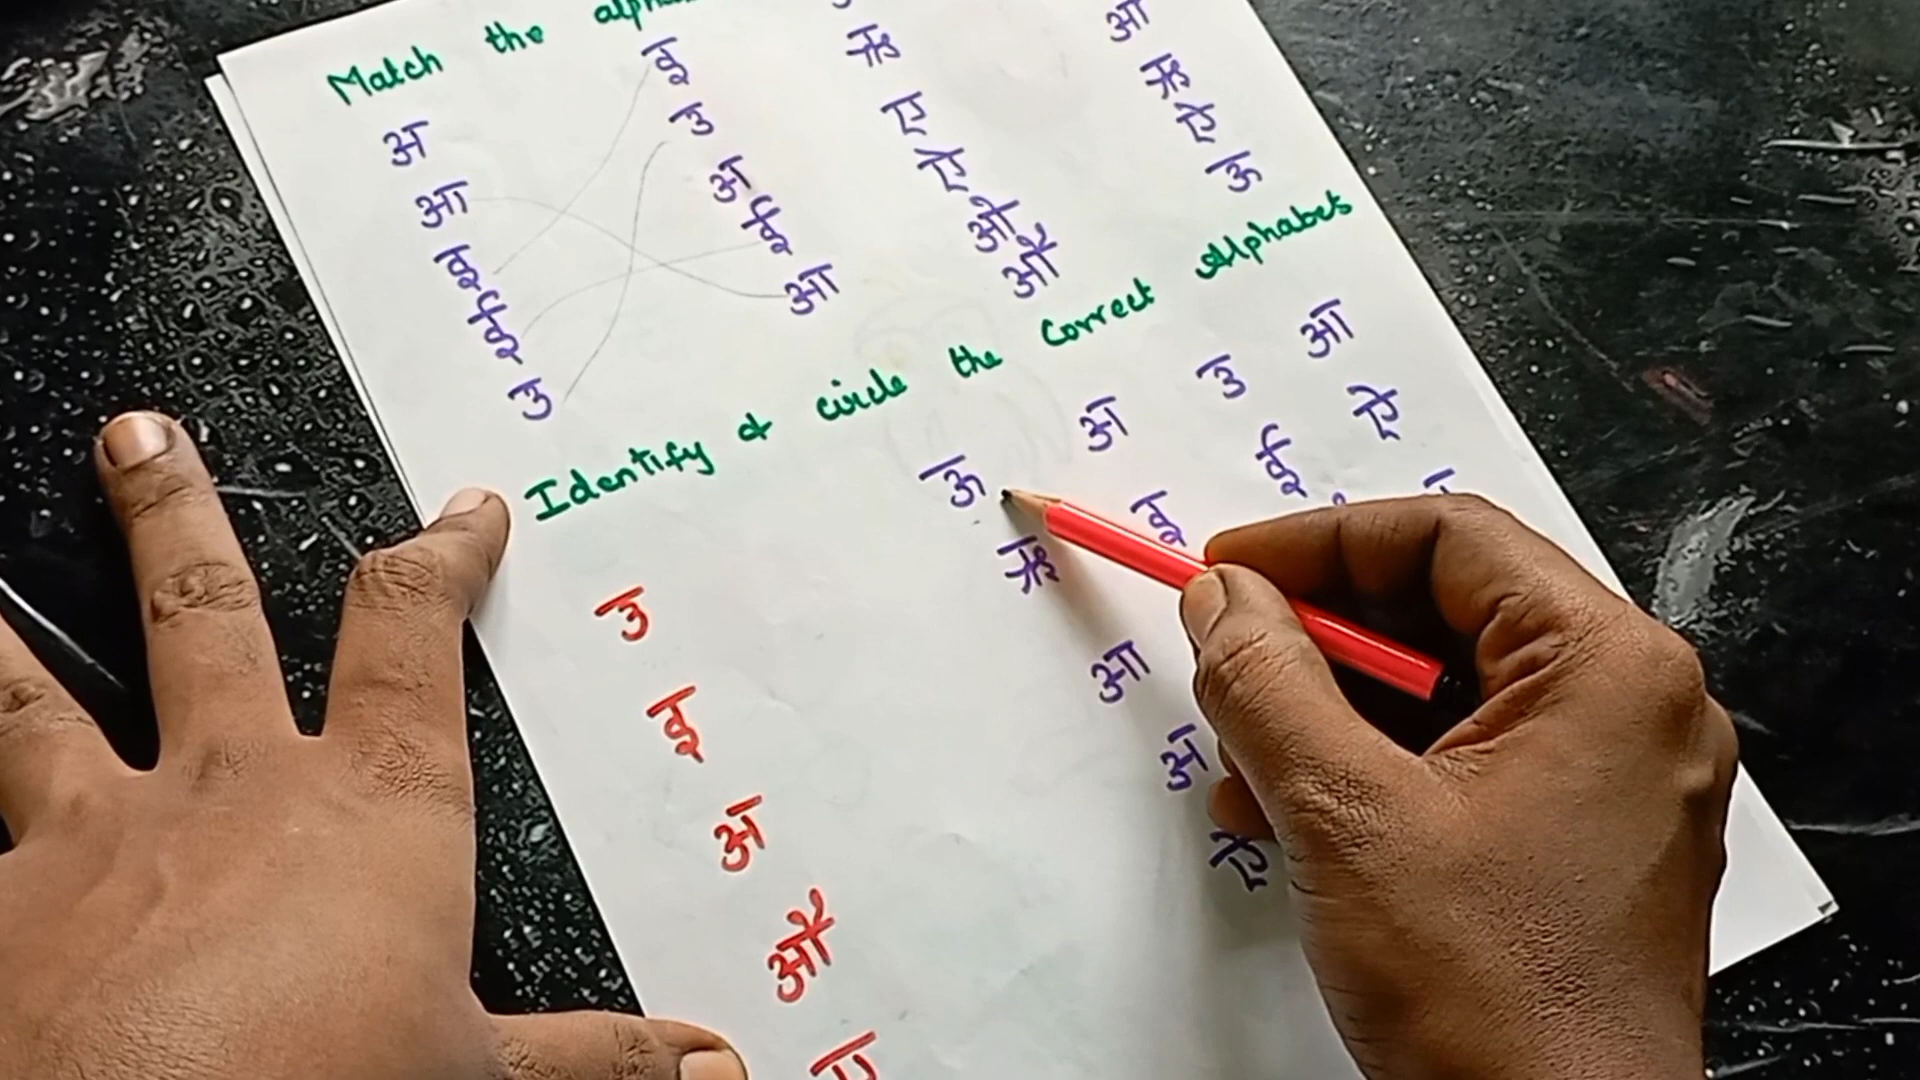 Match the
अ इ
आ उ ऋ
इ अ ए
ई ई ऐ ऋ
उ आ ओ ऐ
औ ऊ
Identify & circle the correct Alphabets
उ ऊ अ उ आ
इ ऋ इ ई ऐ
अ आ
औ अ
ए ऐ